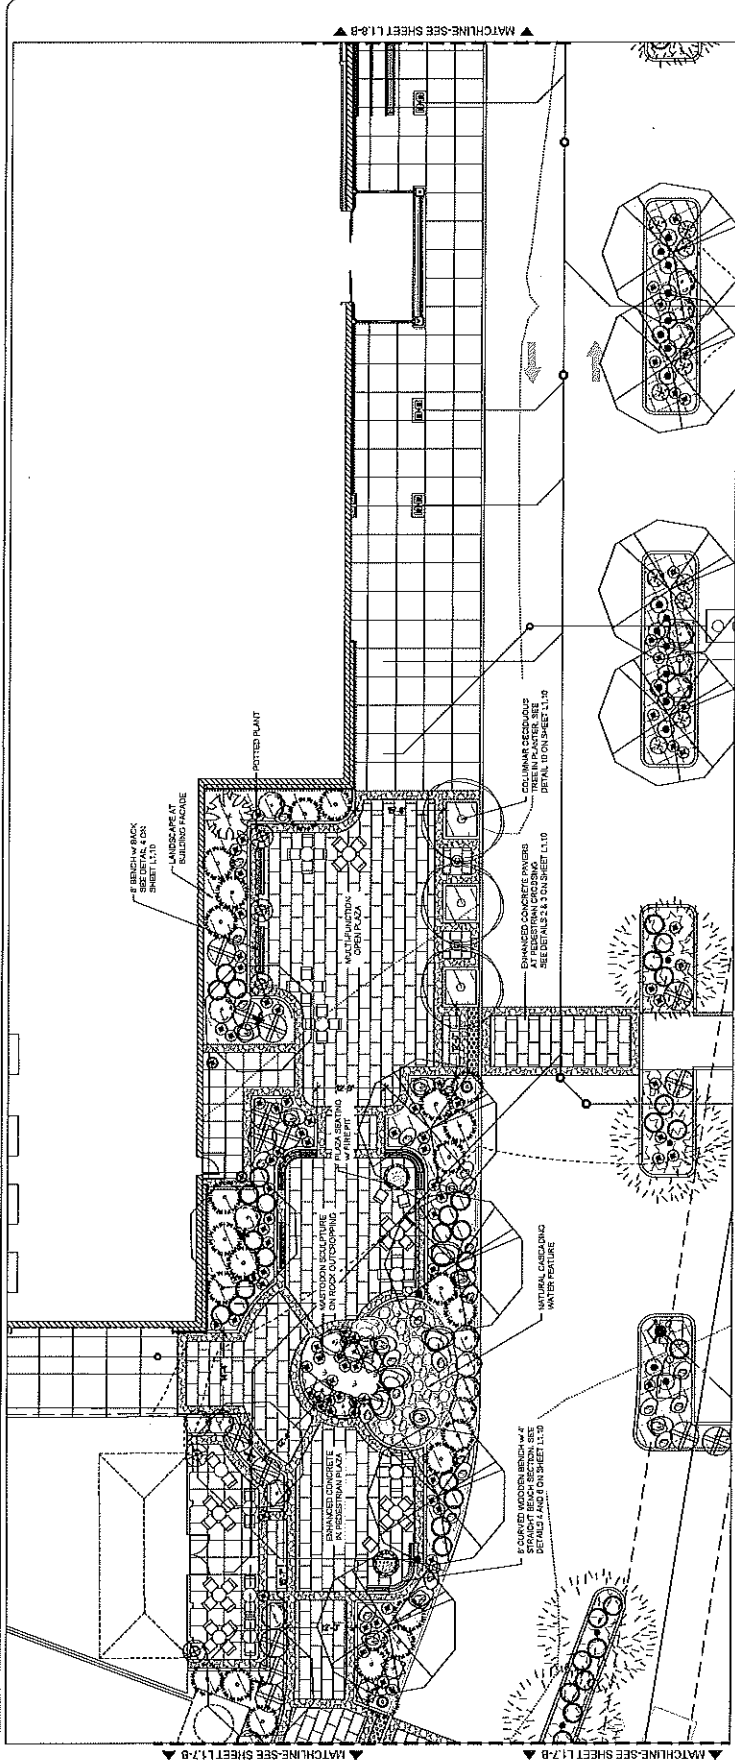 MATCHLINE-SEE SHEET L1.8-B
8' BENCH w/ BACK
SEE DETAIL 4 ON
SHEET L1.10
LANDSCAPE AT
BUILDING FACADE
POTTED PLANT
COLUMNAR DECIDUOUS
TREE IN PLANTER, SEE
DETAIL 10 ON SHEET L1.10
MULTI-FUNCTION
OPEN PLAZA
ENHANCED CONCRETE PAVERS
AT PEDESTRIAN CROSSING
SEE DETAILS 2 & 3 ON SHEET L1.10
PLAZA SEATING
w/ FIRE PIT
MASTODON SCULPTURE
ON ROCK OUTCROPPING
NATURAL CASCADING
WATER FEATURE
ENHANCED CONCRETE
IN PEDESTRIAN PLAZA
8' CURVED WOODEN BENCH w/ 4'
STRAIGHT BENCH SECTION, SEE
DETAILS 4 AND 6 ON SHEET L1.10
12'-0"
MATCHLINE-SEE SHEET L1.7-B
MATCHLINE-SEE SHEET L1.7-B